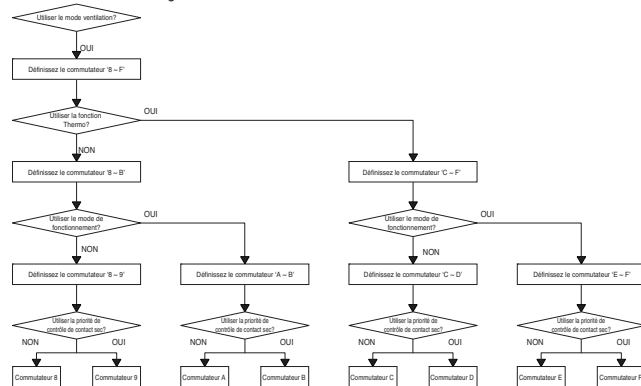 Utiliser le mode ventilation?
OUI
Définissez le commutateur '8 ~ F'
Utiliser la fonction
Thermo?
OUI
NON
Définissez le commutateur '8 ~ B'
Définissez le commutateur 'C ~ F'
Utiliser le mode de
fonctionnement?
OUI
Utiliser le mode de
fonctionnement?
OUI
NON
NON
Définissez le commutateur '8 ~ 9'
Définissez le commutateur 'A ~ B'
Définissez le commutateur 'C ~ D'
Définissez le commutateur 'E ~ F'
Utiliser la priorité de
contrôle de contact sec?
Utiliser la priorité de
contrôle de contact sec?
Utiliser la priorité de
contrôle de contact sec?
Utiliser la priorité de
contrôle de contact sec?
NON
OUI
NON
OUI
NON
OUI
NON
OUI
Commutateur 8
Commutateur 9
Commutateur A
Commutateur B
Commutateur C
Commutateur D
Commutateur E
Commutateur F